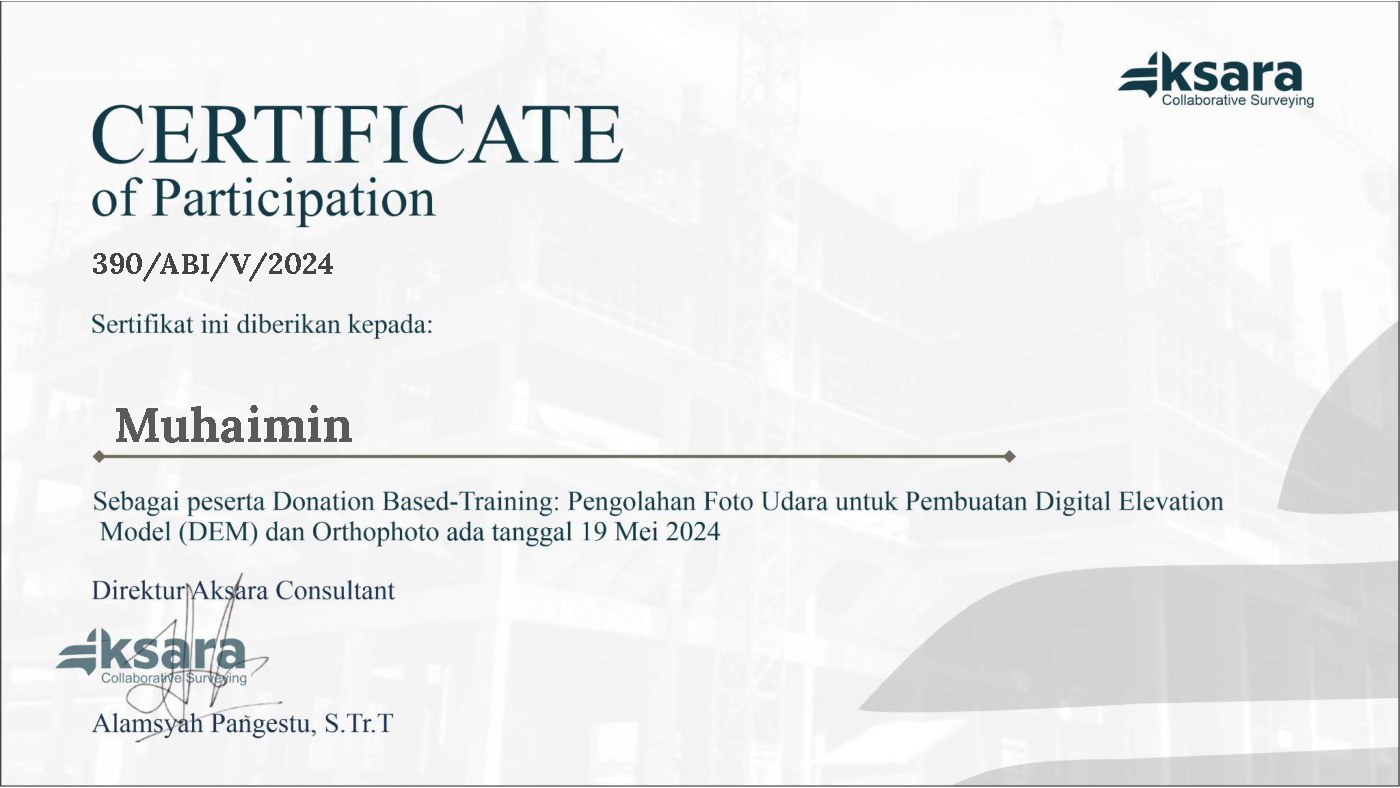 Aksara
Collaborative Surveying
CERTIFICATE
of Participation
390/ABI/V/2024
Sertifikat ini diberikan kepada:
Muhaimin
Sebagai peserta Donation Based-Training: Pengolahan Foto Udara untuk Pembuatan Digital Elevation
Model (DEM) dan Orthophoto ada tanggal 19 Mei 2024
Direktur Aksara Consultant
Aksara
Collaborative Surveying
Alamsyah Pangestu, S.Tr.T